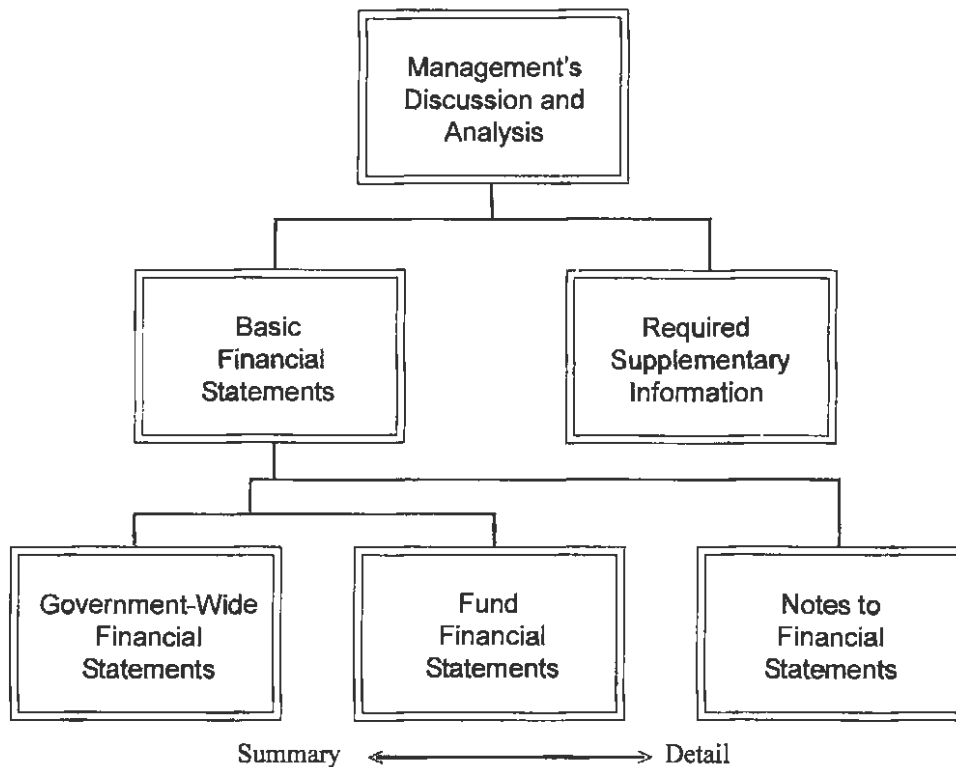 Management's
Discussion and
Analysis
Basic
Financial
Statements
Required
Supplementary
Information
Government-Wide
Financial
Statements
Fund
Financial
Statements
Notes to
Financial
Statements
Summary
Detail